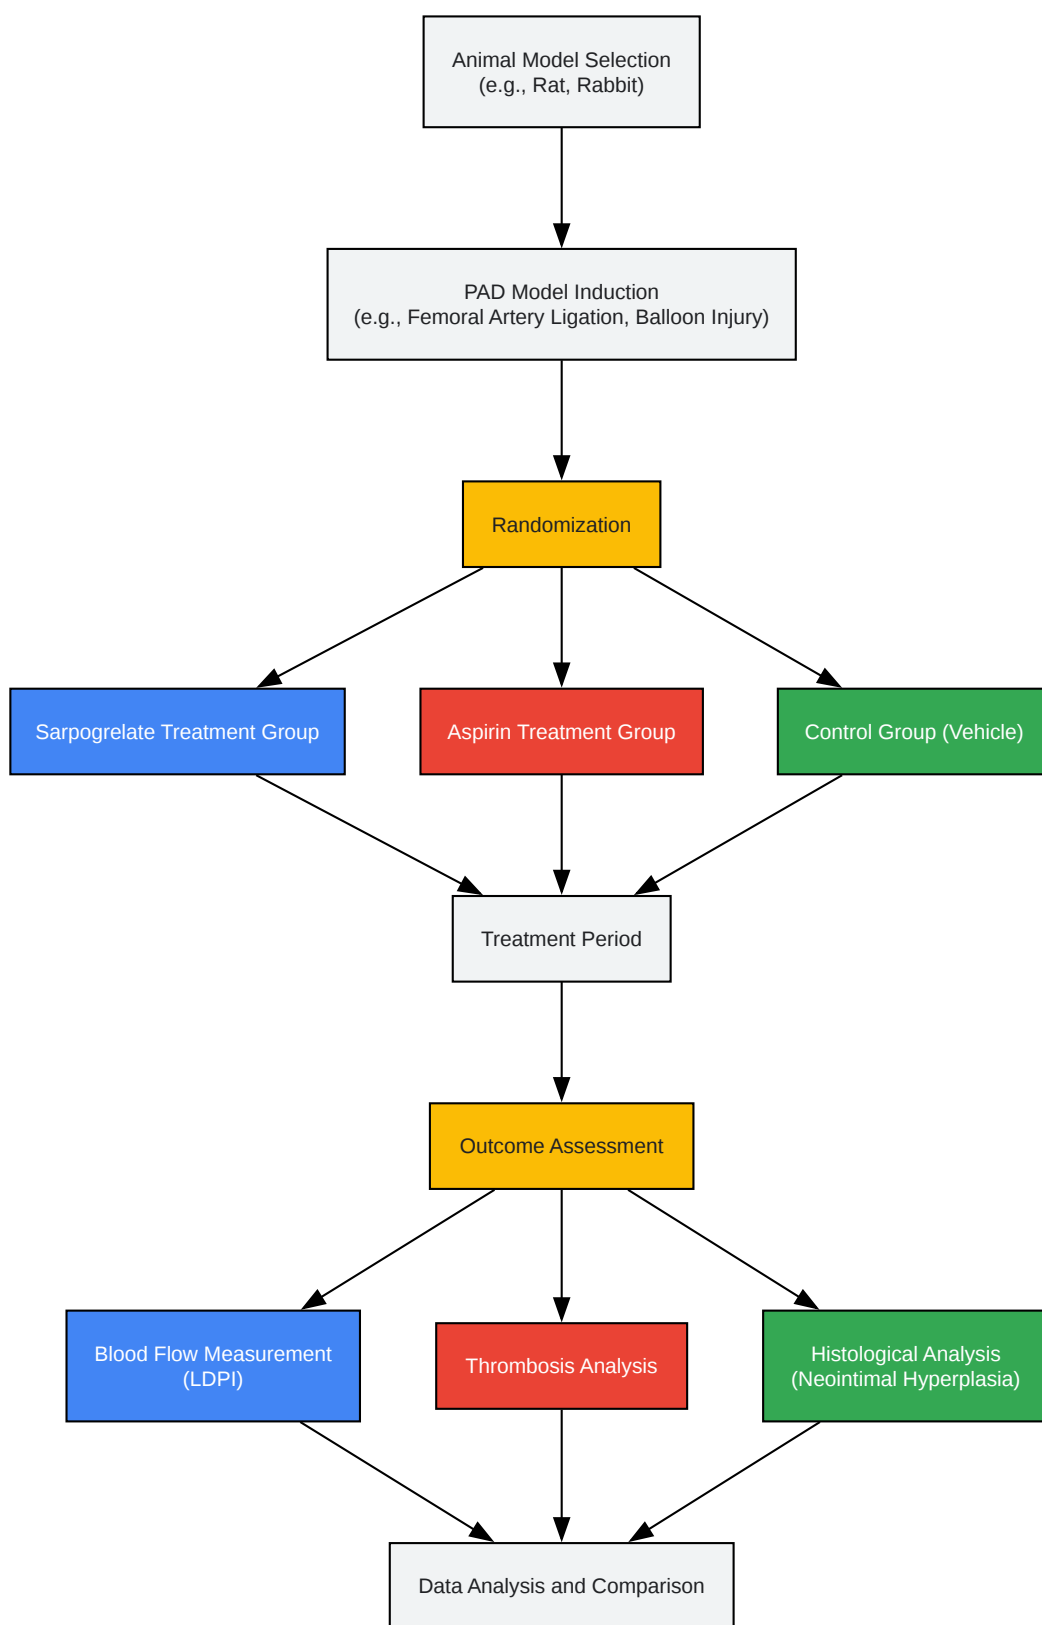 Animal Model Selection
(e.g., Rat, Rabbit)
PAD Model Induction
(e.g., Femoral Artery Ligation, Balloon Injury)
Randomization
Sarpogrelate Treatment Group
Aspirin Treatment Group
Control Group (Vehicle)
Treatment Period
Outcome Assessment
Blood Flow Measurement
(LDPI)
Thrombosis Analysis
Histological Analysis
(Neointimal Hyperplasia)
Data Analysis and Comparison